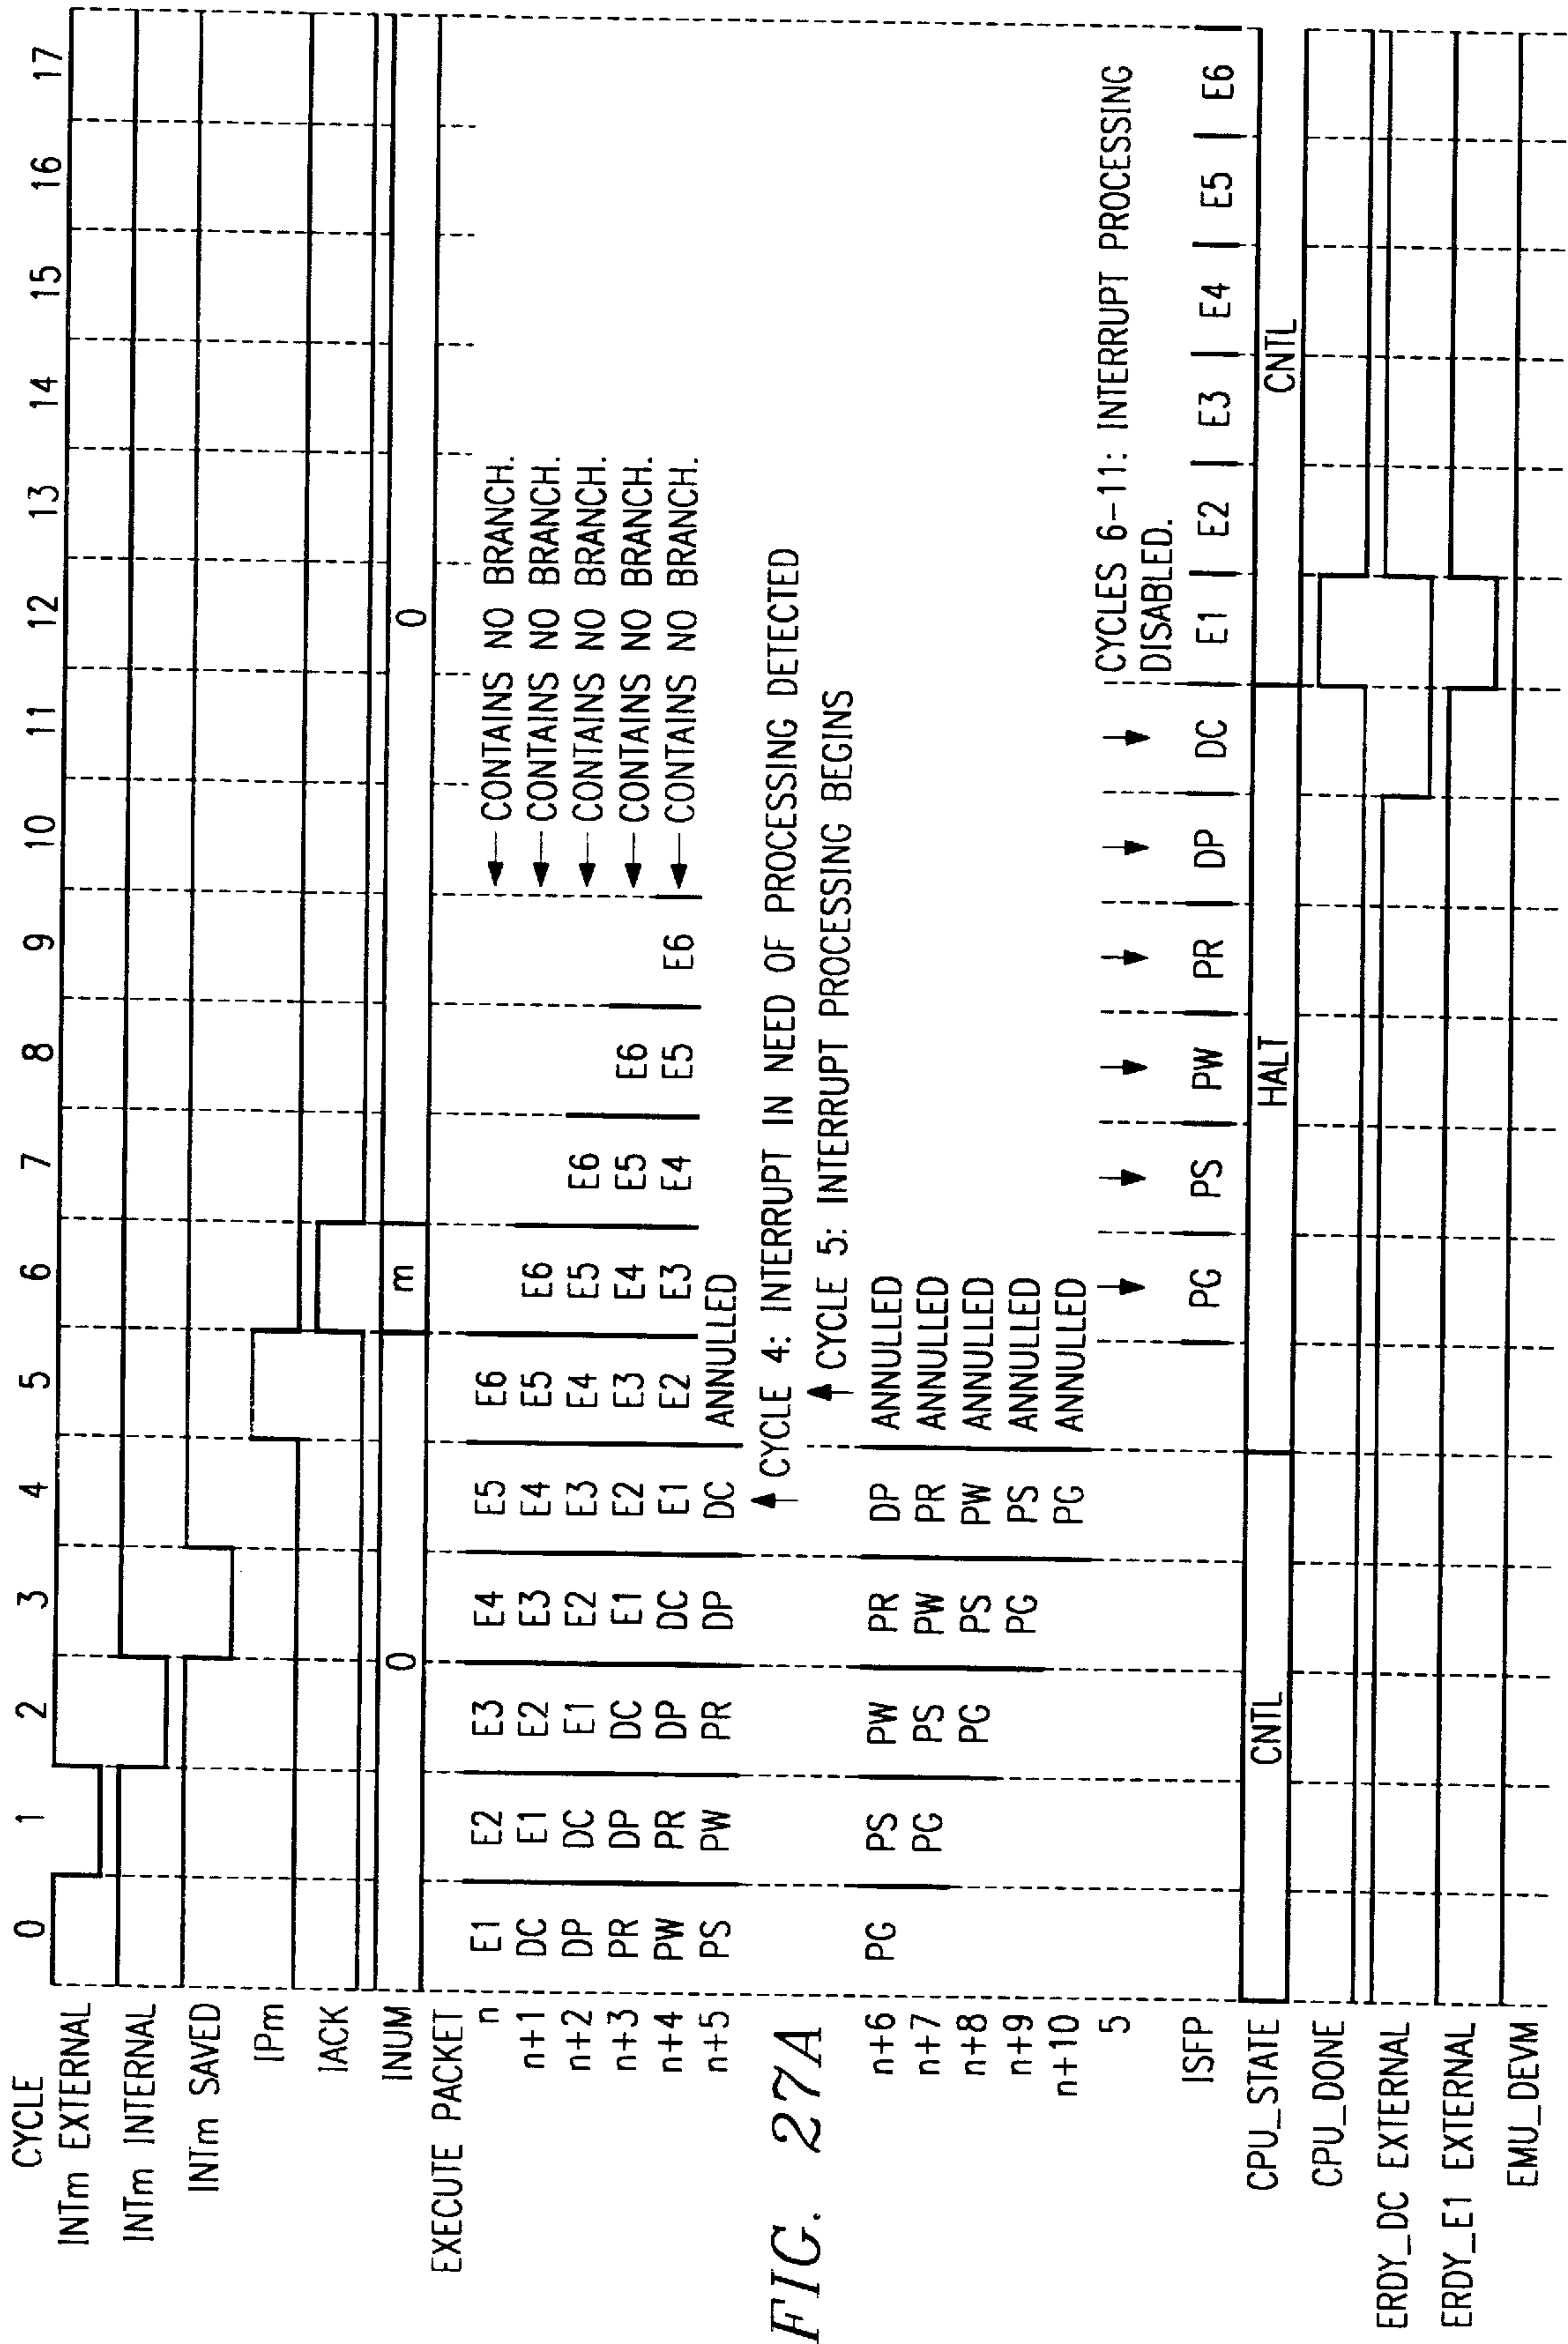 CYCLE 0 1 2 3 4 5 6 7 8 9 10 11 12 13 14 15 16 17
INTm EXTERNAL
INTm INTERNAL
INTm SAVED
IPm
IACK
INUM 0 m 0
EXECUTE PACKET
n E1 E2 E3 E4 E5 E6 CONTAINS NO BRANCH.
n+1 DC E1 E2 E3 E4 E5 E6 CONTAINS NO BRANCH.
n+2 DP DC E1 E2 E3 E4 E5 E6 CONTAINS NO BRANCH.
n+3 PR DP DC E1 E2 E3 E4 E5 E6 CONTAINS NO BRANCH.
n+4 PW PR DP DC E1 E2 E3 E4 E5 E6 CONTAINS NO BRANCH.
n+5 PS PW PR DP DC ANNULLED
CYCLE 4: INTERRUPT IN NEED OF PROCESSING DETECTED
CYCLE 5: INTERRUPT PROCESSING BEGINS
FIG. 27A
n+6 PG PS PW PR DP ANNULLED
n+7 PG PS PW PR ANNULLED
n+8 PG PS PW ANNULLED
n+9 PG PS ANNULLED
n+10 PG ANNULLED
5 CYCLES 6-11: INTERRUPT PROCESSING
DISABLED.
ISFP PG PS PW PR DP DC E1 E2 E3 E4 E5 E6
CPU_STATE CNTL HALT CNTL
CPU_DONE
ERDY_DC EXTERNAL
ERDY_E1 EXTERNAL
EMU_DEVM